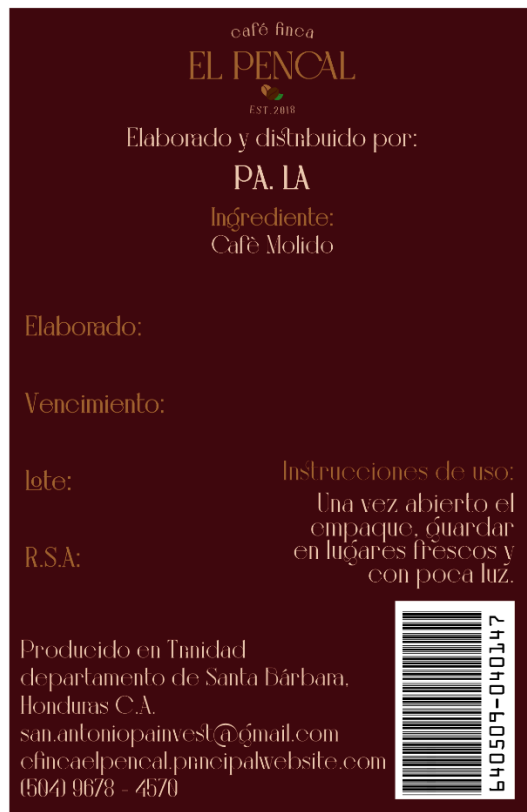 café finca
EL PENCAL
EST. 2018
Elaborado y distribuido por:
PA. LA
Ingrediente:
Cafè Molido
Elaborado:
Vencimiento:
Lote:
R.S.A:
Instrucciones de uso:
Una vez abierto el
empaque, guardar
en lugares frescos y
con poca luz.
Producido en Trinidad
departamento de Santa Bárbara,
Honduras C.A.
san.antoniopainvest@gmail.com
cfincaelpencal.principalwebsite.com
(504) 9678 - 4570
640509-040147